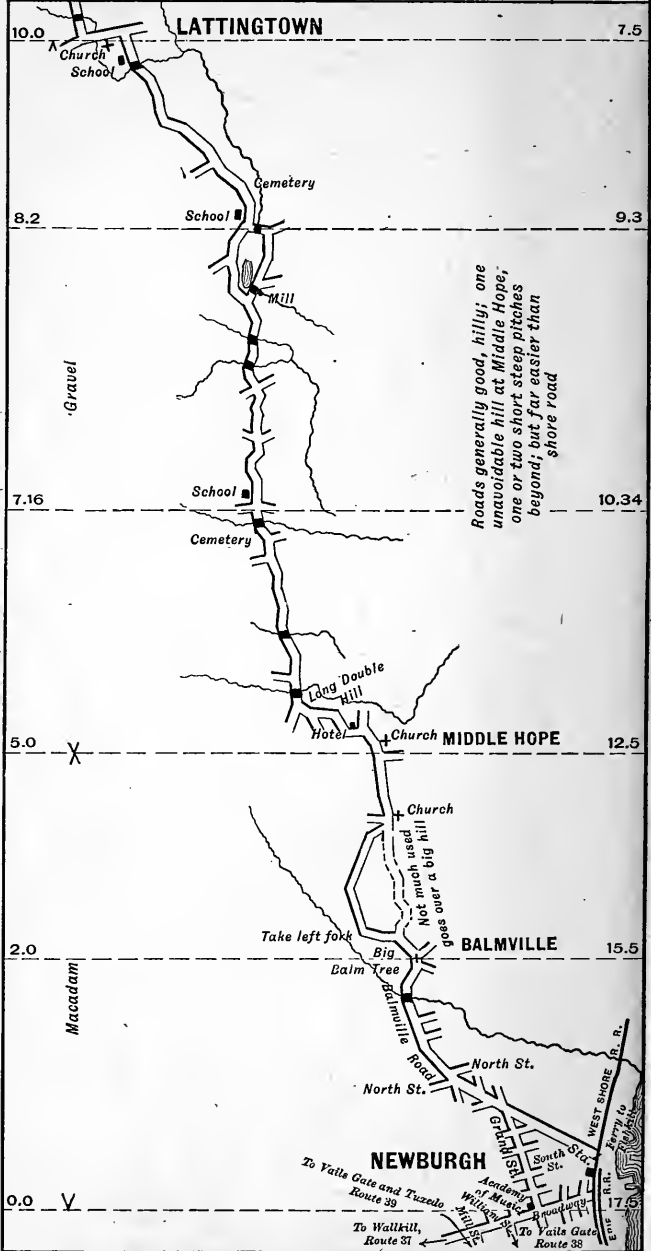 LATTINGTOWN
10.0
7.5
Church
School
Cemetery
School
8.2
9.3
Mill
Gravel
Roads generally good, hilly; one
unavoidable hill at Middle Hope,
one or two short steep pitches
beyond; but far easier than
shore road
School
7.16
10.34
Cemetery
Long Double
Hill
Hotel
Church
MIDDLE HOPE
5.0
12.5
Church
Not much used
goes over a big hill
Take left fork
Big
Balm Tree
BALMVILLE
2.0
15.5
Macadam
Balmville
Road
North St.
North St.
WEST SHORE R. R.
Ferry to
Fishkill
Sta.
Grand St.
South
St.
NEWBURGH
To Vails Gate and Tuxedo
Route 39
Academy
of Music
William St.
Broadway
Mill St.
0.0
17.5
To Wallkill,
Route 37
To Vails Gate
Route 38
ERIE R.R.